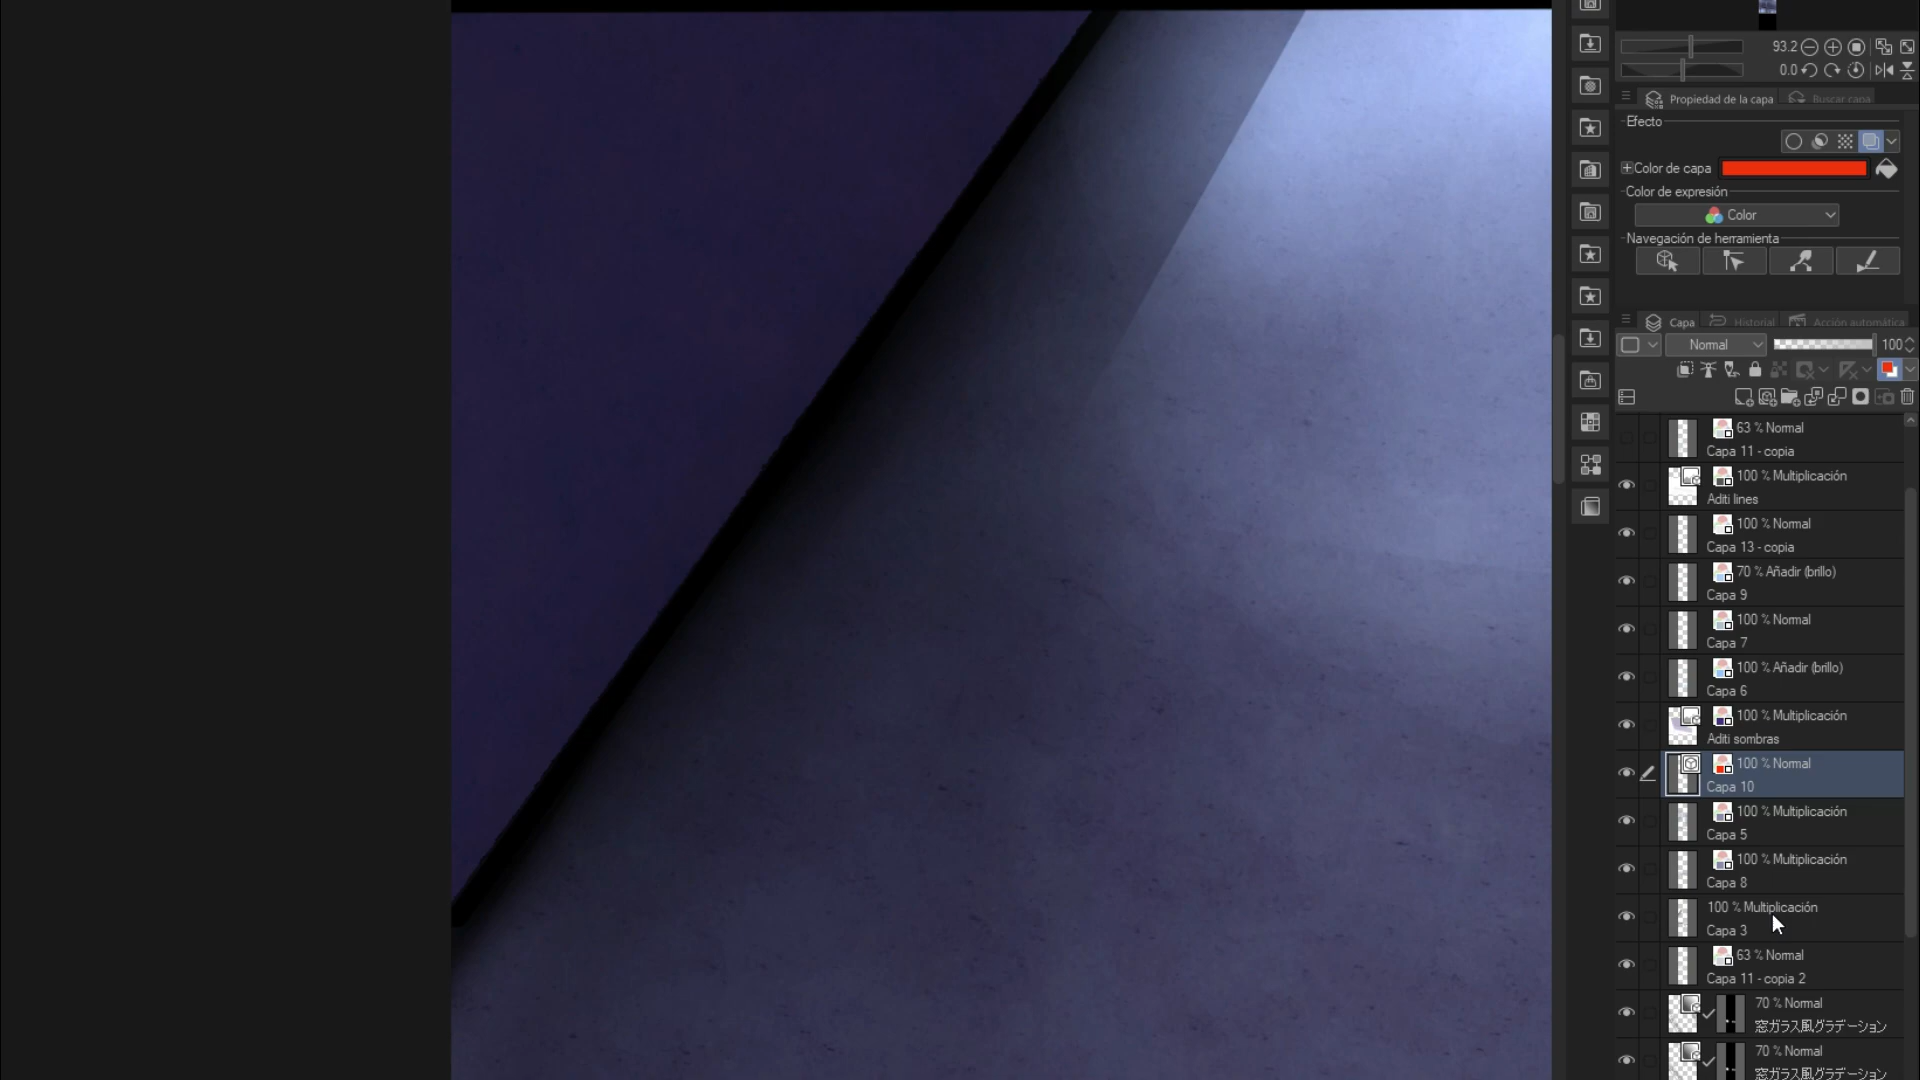 93.2
0.0
Propiedad de la capa
Buscar capa
Efecto
Color de capa
Color de expresión
Color
Navegación de herramienta
Capa
Historial
Acción automática
Normal
100
63 % Normal
Capa 11 - copia
100 % Multiplicación
Aditi lines
100 % Normal
Capa 13 - copia
70 % Añadir (brillo)
Capa 9
100 % Normal
Capa 7
100 % Añadir (brillo)
Capa 6
100 % Multiplicación
Aditi sombras
100 % Normal
Capa 10
100 % Multiplicación
Capa 5
100 % Multiplicación
Capa 8
100 % Multiplicación
Capa 3
63 % Normal
Capa 11 - copia 2
70 % Normal
窓ガラス風グラデーション
70 % Normal
窓ガラス風グラデーション